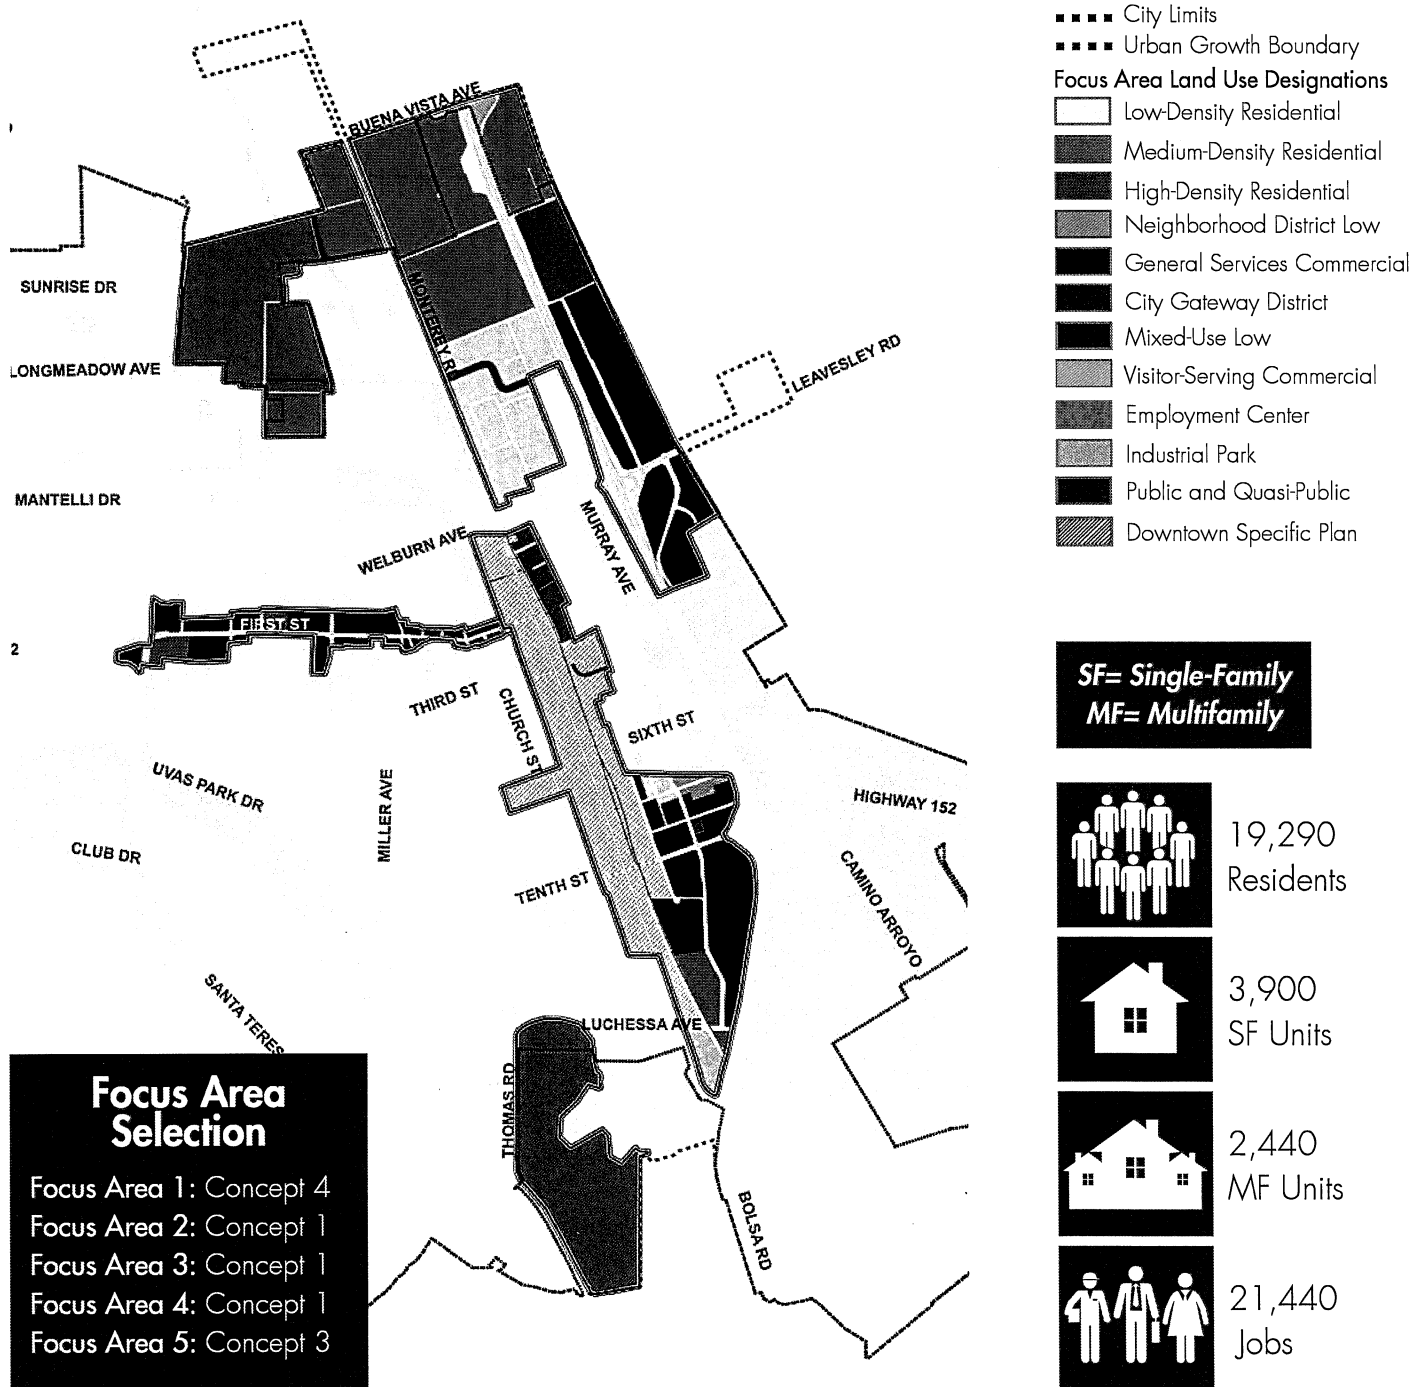 City Limits
Urban Growth Boundary
Focus Area Land Use Designations
Low-Density Residential
Medium-Density Residential
High-Density Residential
Neighborhood District Low
General Services Commercial
City Gateway District
Mixed-Use Low
Visitor-Serving Commercial
Employment Center
Industrial Park
Public and Quasi-Public
Downtown Specific Plan
BUENA VISTA AVE
SUNRISE DR
MONTEREY RD
LONGMEADOW AVE
LEAVESLEY RD
MANTELLI DR
WELBURN AVE
MURRAY AVE
FIRST ST
2
THIRD ST
CHURCH ST
SIXTH ST
UVAS PARK DR
MILLER AVE
HIGHWAY 152
CLUB DR
TENTH ST
CAMINO ARROYO
SANTA TERES
LUCHESSA AVE
THOMAS RD
BOLSA RD
SF= Single-Family
MF= Multifamily
19,290
Residents
3,900
SF Units
2,440
MF Units
21,440
Jobs
Focus Area
Selection
Focus Area 1: Concept 4
Focus Area 2: Concept 1
Focus Area 3: Concept 1
Focus Area 4: Concept 1
Focus Area 5: Concept 3